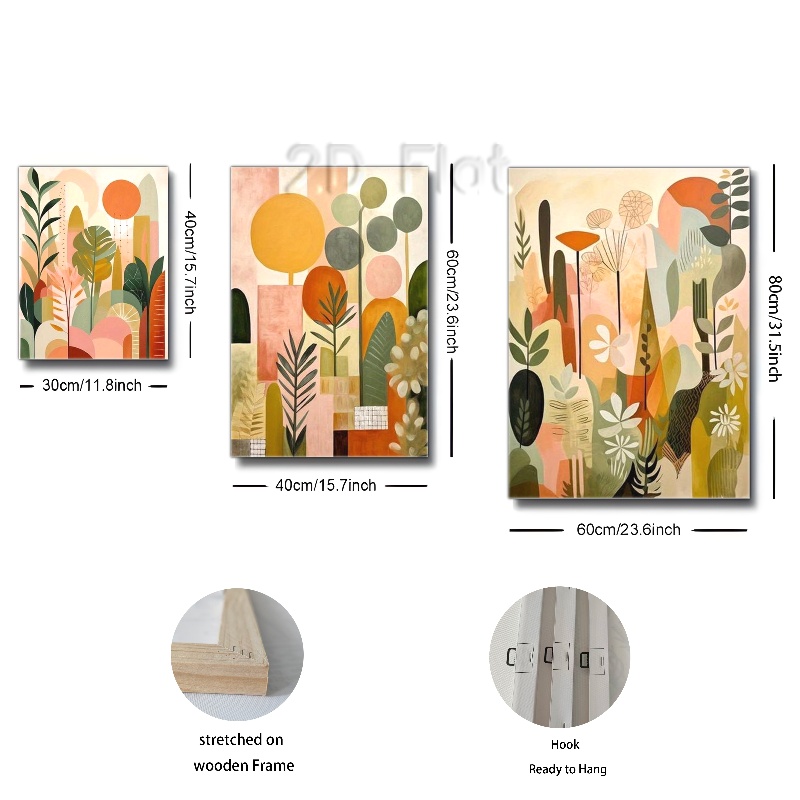 2D Flat
40cm/15.7inch
30cm/11.8inch
60cm/23.6inch
40cm/15.7inch
80cm/31.5inch
60cm/23.6inch
stretched on
wooden Frame
Hook
Ready to Hang